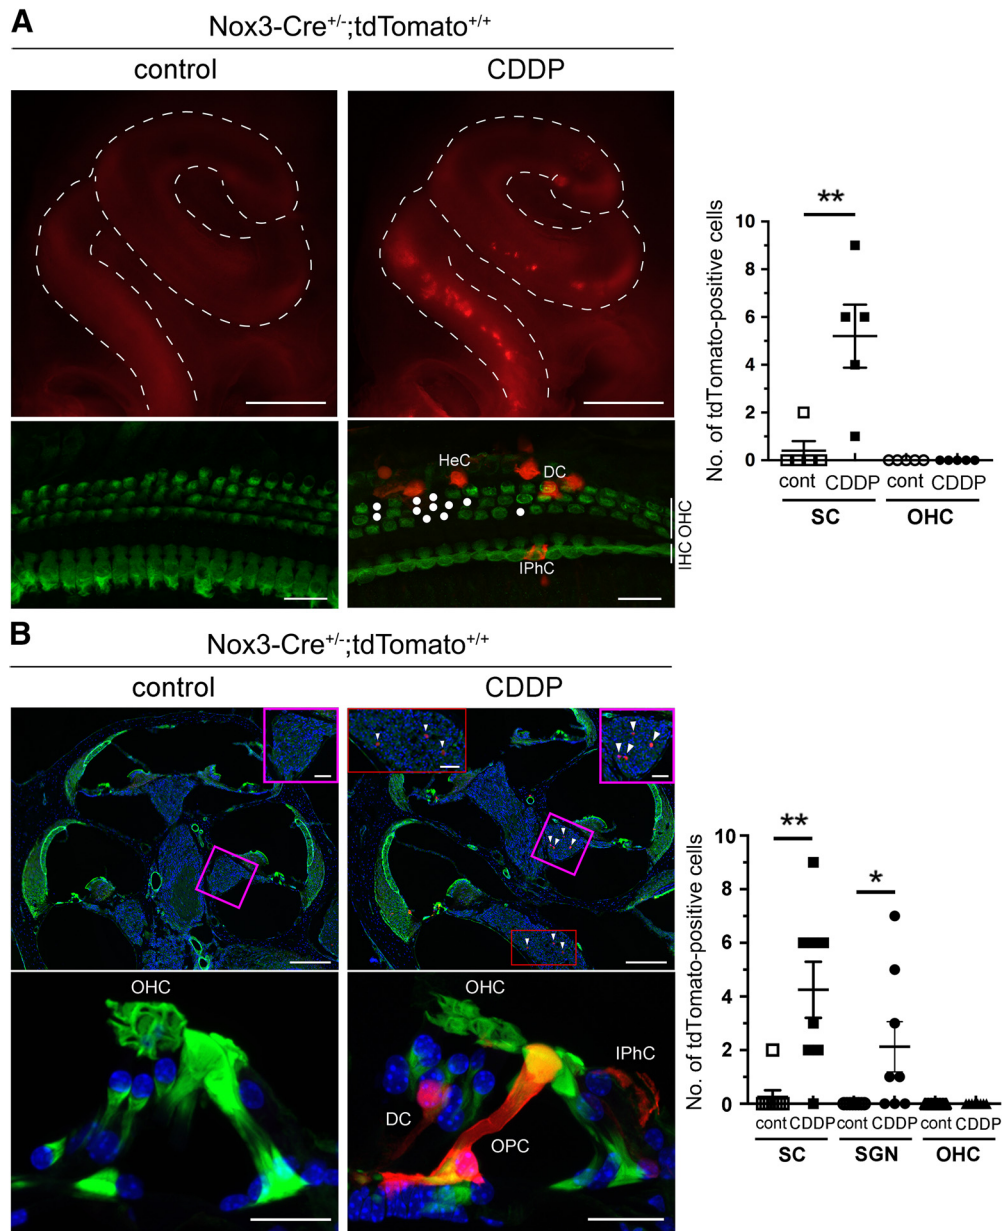 A
Nox3-Cre+/-;tdTomato+/+
control CDDP
HeC
DC
IPhC
IHC OHC
No. of tdTomato-positive cells
10
8
6
4
2
0
**
cont CDDP cont CDDP
SC OHC
B
Nox3-Cre+/-;tdTomato+/+
control CDDP
OHC
OHC
IPhC
DC
OPC
No. of tdTomato-positive cells
10
8
6
4
2
0
**
*
cont CDDP cont CDDP cont CDDP
SC SGN OHC